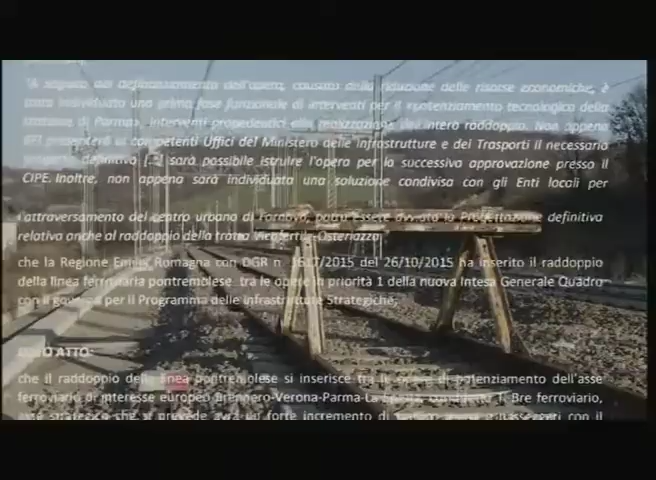 "A seguito del definanziamento dell'opera, causato dalla riduzione delle risorse economiche, è
stata individuata una prima fase funzionale di interventi per il «potenziamento tecnologico della
stazione di Parma», interventi propedeutici alla realizzazione dell'intero raddoppio. Non appena
presenterà ai competenti Uffici del Ministero delle Infrastrutture e dei Trasporti il necessario
definitivo [...] sarà possibile istruire l'opera per la successiva approvazione presso il
CIPE. Inoltre, non appena sarà individuata una soluzione condivisa con gli Enti locali per
l'attraversamento del centro urbano di Fornovo, potrà essere avviata la Progettazione definitiva
relativa anche al raddoppio della tratta Vicofertile-Osteriazza
che la Regione Emilia Romagna con DGR n. 1617/2015 del 26/10/2015 ha inserito il raddoppio
della linea ferroviaria pontremolese tra le opere in priorità 1 della nuova Intesa Generale Quadro
con il governo per il Programma delle Infrastrutture Strategiche;
ATTO:
che il raddoppio della linea pontremolese si inserisce tra le opere di potenziamento dell'asse
ferroviario di interesse europeo Brennero-Verona-Parma-La Spezia, Bre ferroviario,
asse strategico che si prevede avrà un forte incremento di con il